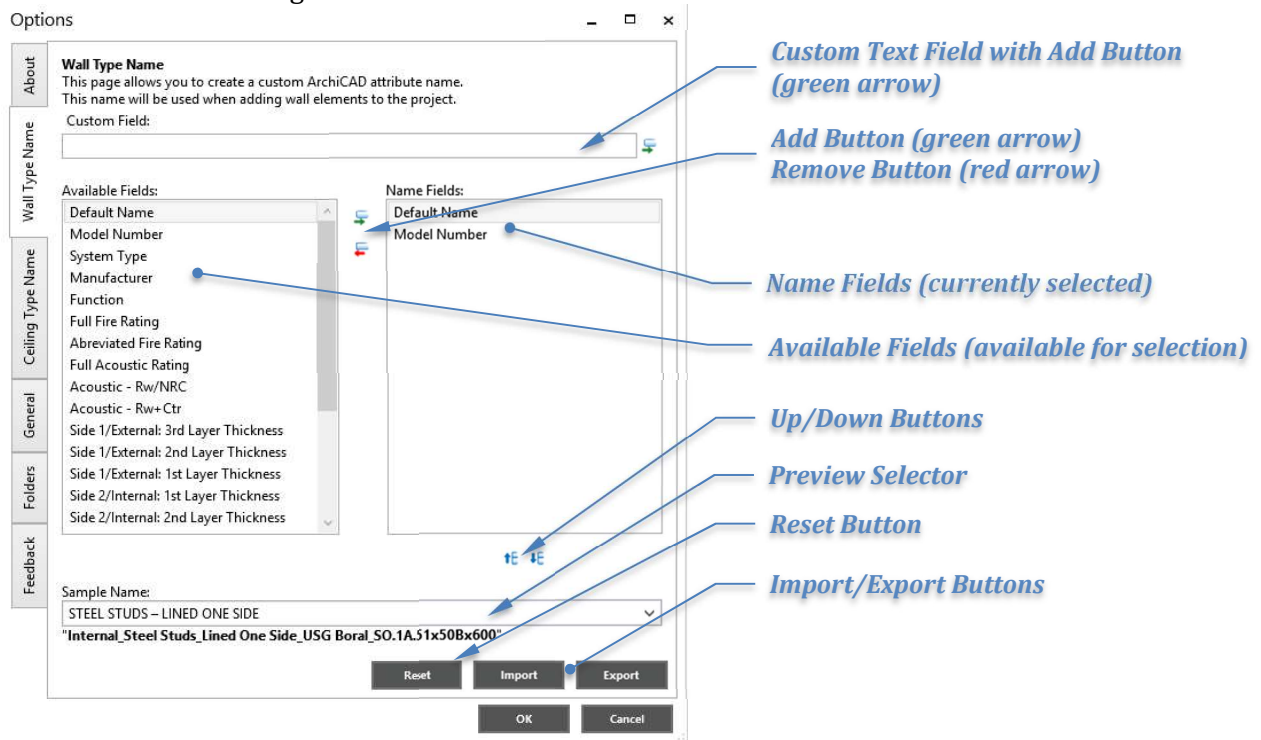 Options
About
Wall Type Name
Ceiling Type Name
General
Folders
Feedback
Wall Type Name
This page allows you to create a custom ArchiCAD attribute name.
This name will be used when adding wall elements to the project.
Custom Field:
Available Fields:
Default Name
Model Number
System Type
Manufacturer
Function
Full Fire Rating
Abreviated Fire Rating
Full Acoustic Rating
Acoustic - Rw/NRC
Acoustic - Rw+Ctr
Side 1/External: 3rd Layer Thickness
Side 1/External: 2nd Layer Thickness
Side 1/External: 1st Layer Thickness
Side 2/Internal: 1st Layer Thickness
Side 2/Internal: 2nd Layer Thickness
Name Fields:
Default Name
Model Number
Sample Name:
STEEL STUDS – LINED ONE SIDE
"Internal_Steel Studs_Lined One Side_USG Boral_SO.1A.51x50Bx600"
Reset
Import
Export
OK
Cancel
Custom Text Field with Add Button
(green arrow)
Add Button (green arrow)
Remove Button (red arrow)
Name Fields (currently selected)
Available Fields (available for selection)
Up/Down Buttons
Preview Selector
Reset Button
Import/Export Buttons